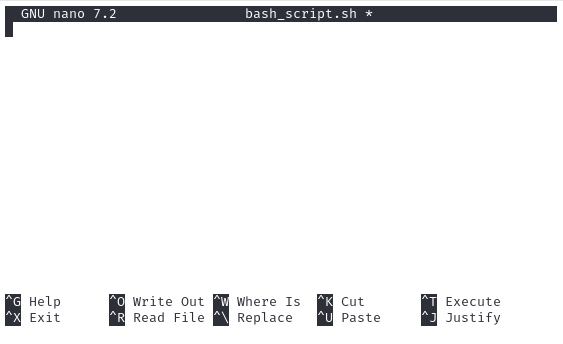 GNU nano 7.2 bash_script.sh *
^G Help ^O Write Out ^W Where Is ^K Cut ^T Execute
^X Exit ^R Read File ^\ Replace ^U Paste ^J Justify